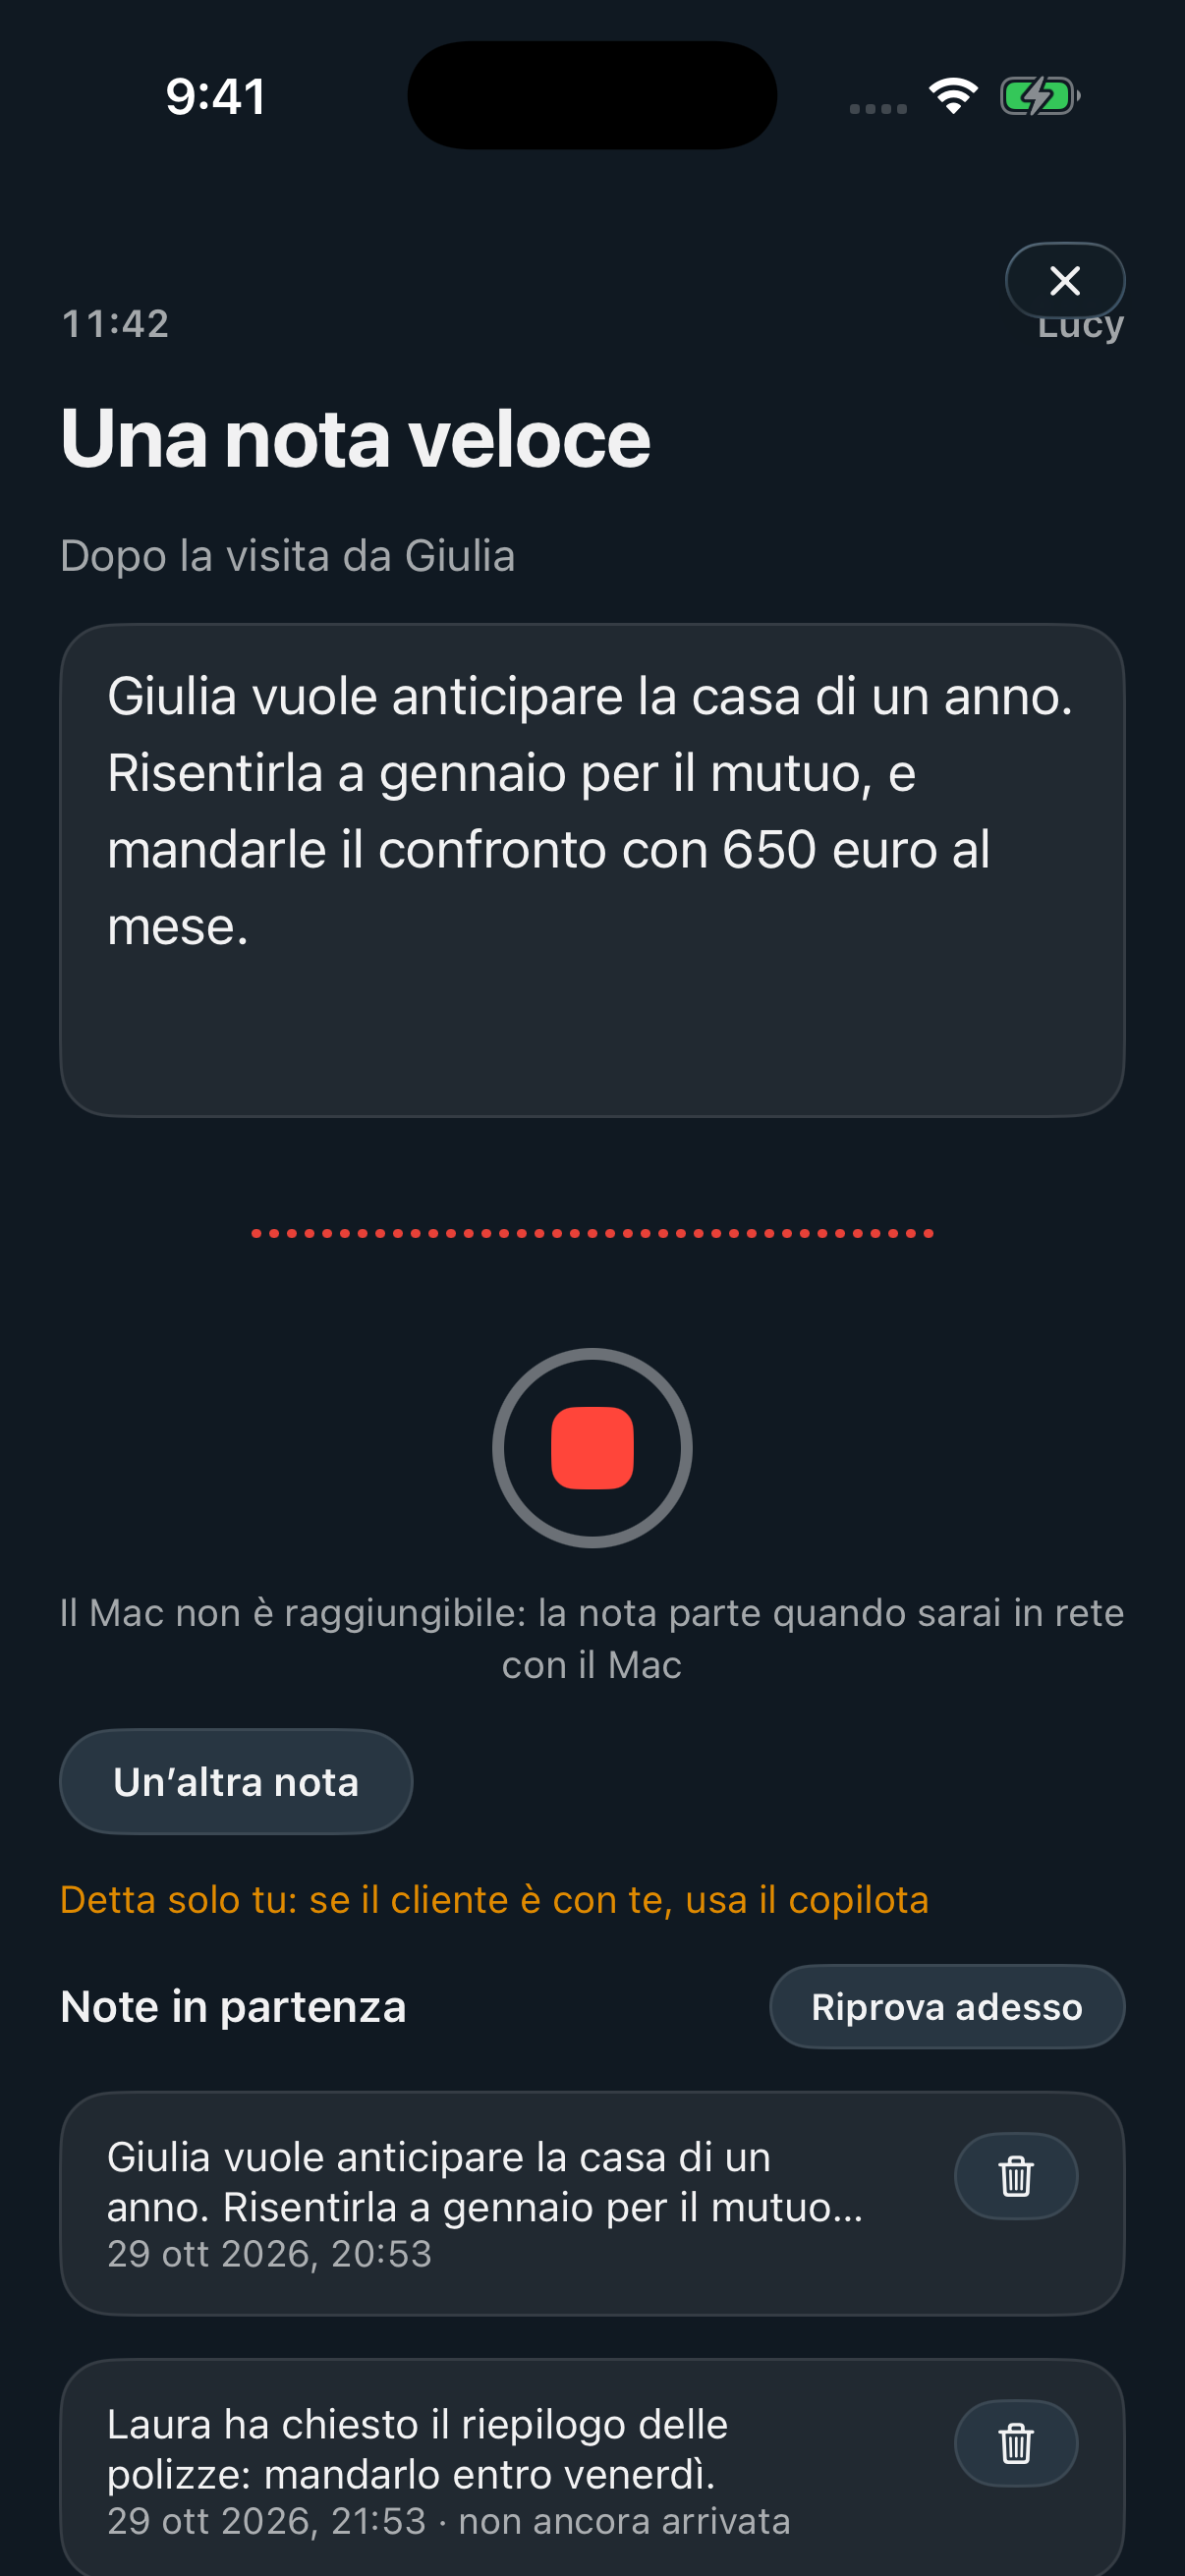 9:41
11:42
Lucy
Una nota veloce
Dopo la visita da Giulia
Giulia vuole anticipare la casa di un anno.
Risentirla a gennaio per il mutuo, e
mandarle il confronto con 650 euro al
mese.
Il Mac non è raggiungibile: la nota parte quando sarai in rete
con il Mac
Un’altra nota
Detta solo tu: se il cliente è con te, usa il copilota
Note in partenza
Riprova adesso
Giulia vuole anticipare la casa di un
anno. Risentirla a gennaio per il mutuo...
29 ott 2026, 20:53
Laura ha chiesto il riepilogo delle
polizze: mandarlo entro venerdì.
29 ott 2026, 21:53 · non ancora arrivata